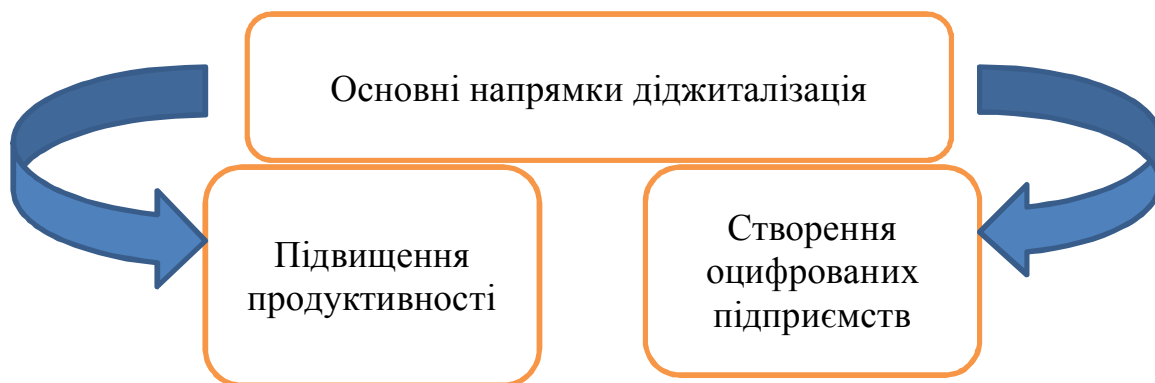 Основні напрямки діджиталізація
Підвищення
продуктивності
Створення
оцифрованих
підприємств